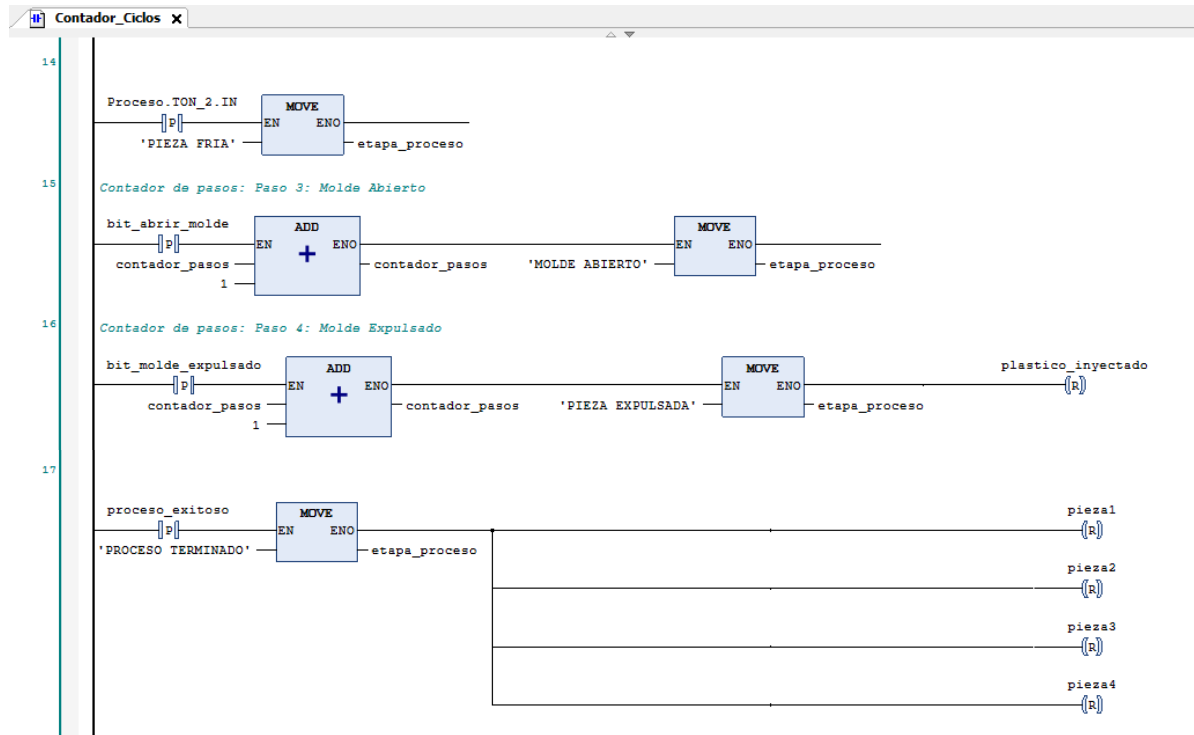 Contador_Ciclos X
14
Proceso.TON_2.IN
MOVE
P
EN ENO
'PIEZA FRIA' etapa_proceso
15
Contador de pasos: Paso 3: Molde Abierto
bit_abrir_molde
ADD MOVE
P
EN ENO EN ENO
+
contador_pasos contador_pasos 'MOLDE ABIERTO' etapa_proceso
1
16
Contador de pasos: Paso 4: Molde Expulsado
bit_molde_expulsado plastico_inyectado
ADD MOVE
P EN ENO EN ENO R
+
contador_pasos contador_pasos 'PIEZA EXPULSADA' etapa_proceso
1
17
proceso_exitoso pieza1
MOVE
P EN ENO R
'PROCESO TERMINADO' etapa_proceso
pieza2
R
pieza3
R
pieza4
R